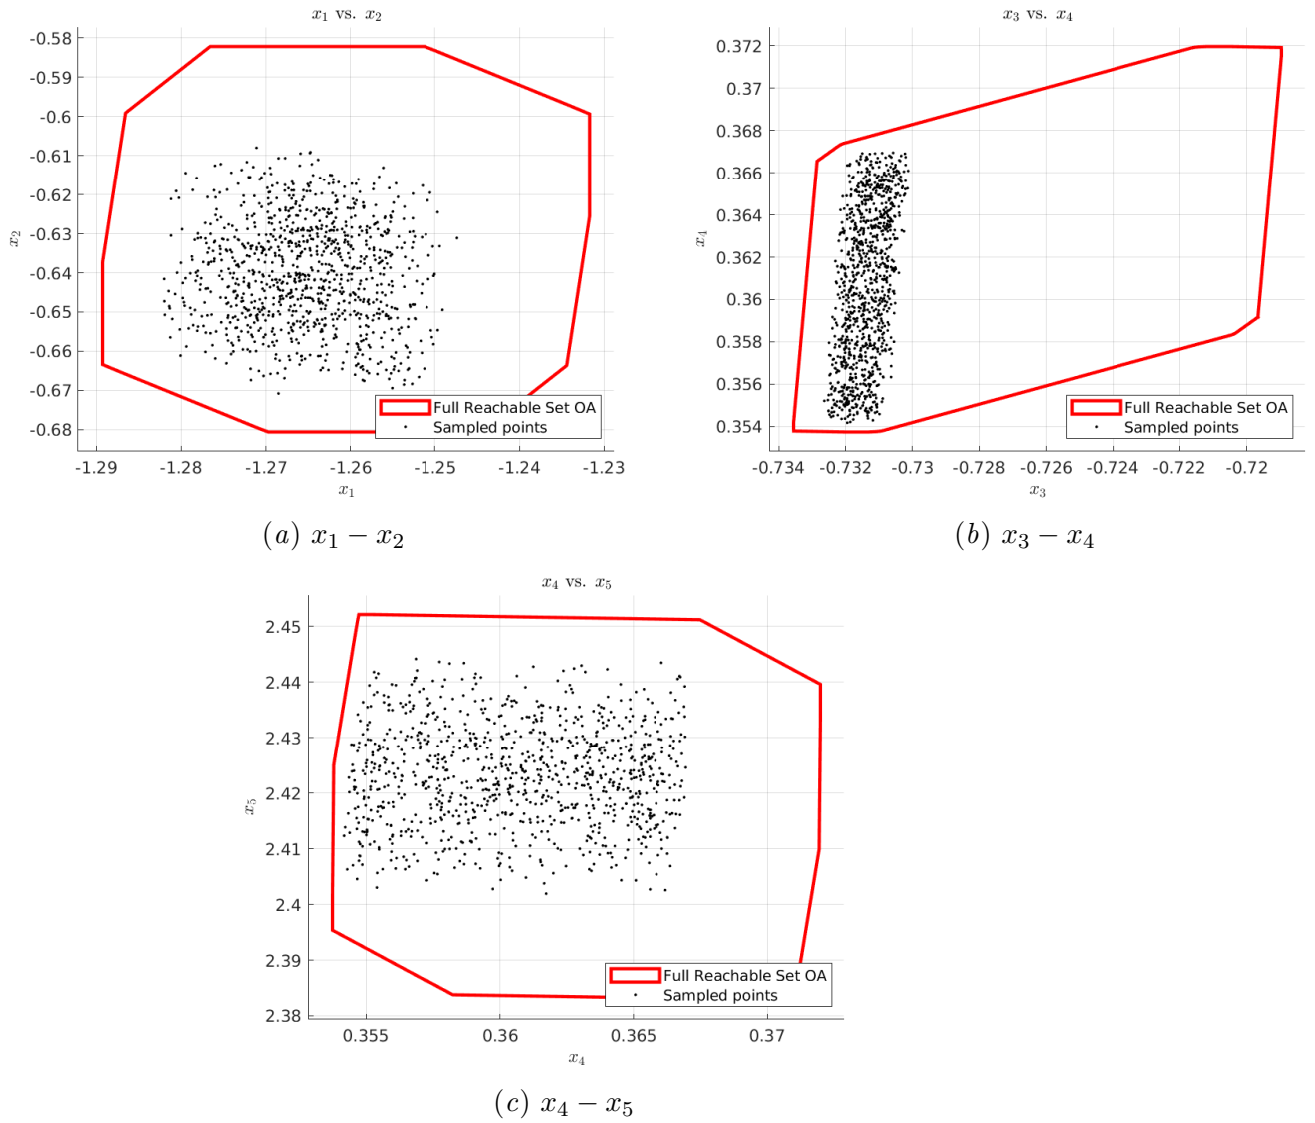 x₁ vs. x₂
-0.58
-0.59
-0.6
-0.61
-0.62
-0.63
-0.64
-0.65
-0.66
-0.67
-0.68
x₂
Full Reachable Set OA
Sampled points
-1.29 -1.28 -1.27 -1.26 -1.25 -1.24 -1.23
x₁
(a) x₁ − x₂
x₃ vs. x₄
0.372
0.37
0.368
0.366
0.364
0.362
0.36
0.358
0.356
0.354
x₄
Full Reachable Set OA
Sampled points
-0.734 -0.732 -0.73 -0.728 -0.726 -0.724 -0.722 -0.72
x₃
(b) x₃ − x₄
x₄ vs. x₅
2.45
2.44
2.43
2.42
2.41
2.4
2.39
2.38
x₅
Full Reachable Set OA
Sampled points
0.355 0.36 0.365 0.37
x₄
(c) x₄ − x₅